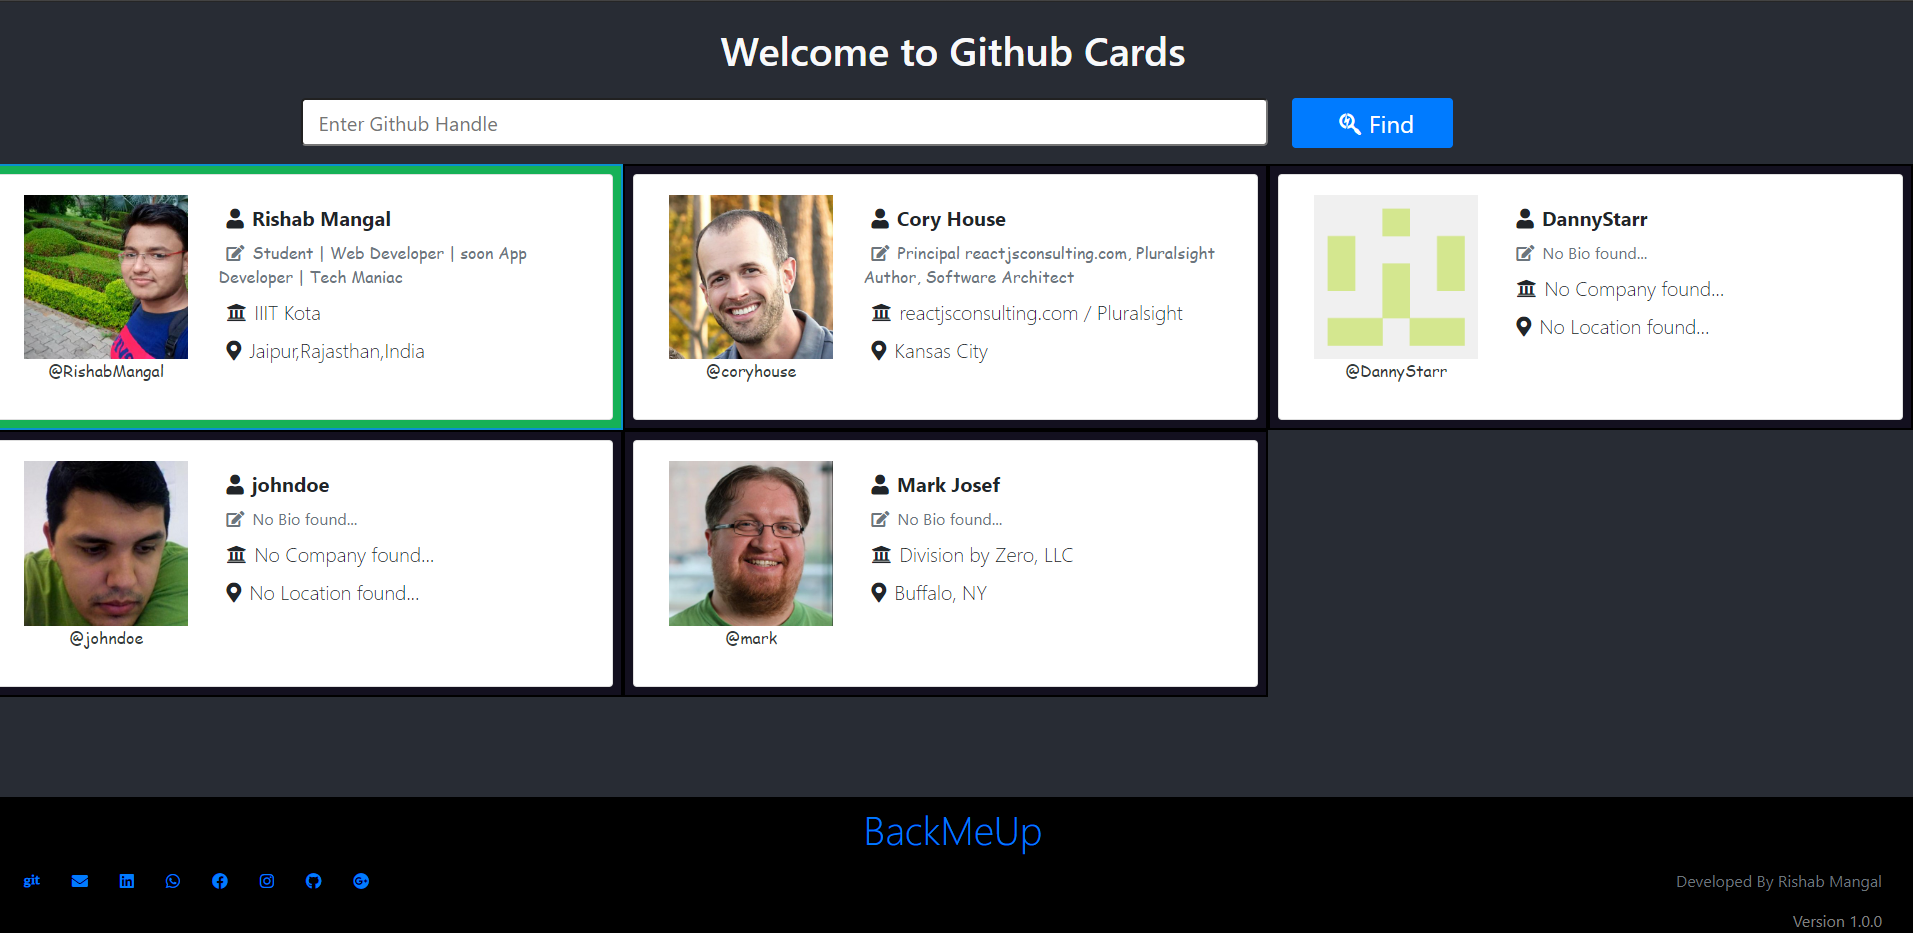 Welcome to Github Cards
Enter Github Handle
Find
Rishab Mangal
Student | Web Developer | soon App
Developer | Tech Maniac
IIIT Kota
Jaipur,Rajasthan,India
@RishabMangal
Cory House
Principal reactjsconsulting.com, Pluralsight
Author, Software Architect
reactjsconsulting.com / Pluralsight
Kansas City
@coryhouse
DannyStarr
No Bio found...
No Company found...
No Location found...
@DannyStarr
johndoe
No Bio found...
No Company found...
No Location found...
@johndoe
Mark Josef
No Bio found...
Division by Zero, LLC
Buffalo, NY
@mark
BackMeUp
git
Developed By Rishab Mangal
Version 1.0.0